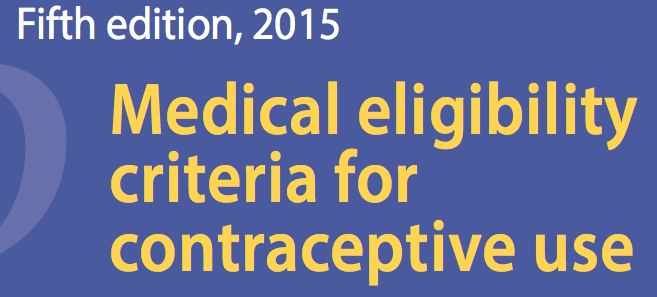 Fifth edition, 2015
Medical eligibility
criteria for
contraceptive use